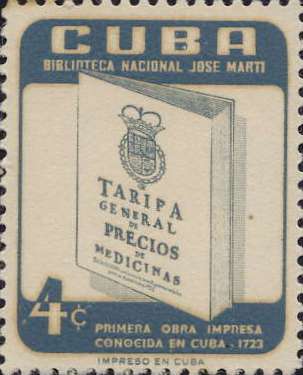 CUBA
BIBLIOTECA NACIONAL JOSE MARTI
TARIFA
GENERAL
DE
PRECIOS
DE
MEDICINAS
4¢
PRIMERA OBRA IMPRESA
CONOCIDA EN CUBA. 1723
IMPRESO EN CUBA